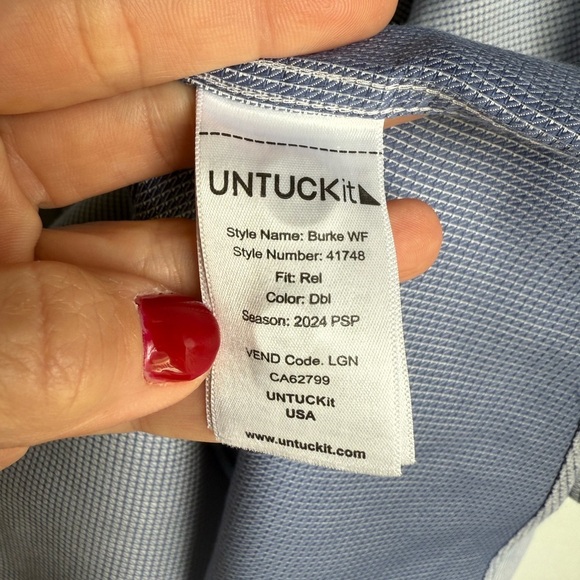 UNTUCKit
Style Name: Burke WF
Style Number: 41748
Fit: Rel
Color: Dbl
Season: 2024 PSP
VEND Code. LGN
CA62799
UNTUCKit
USA
www.untuckit.com